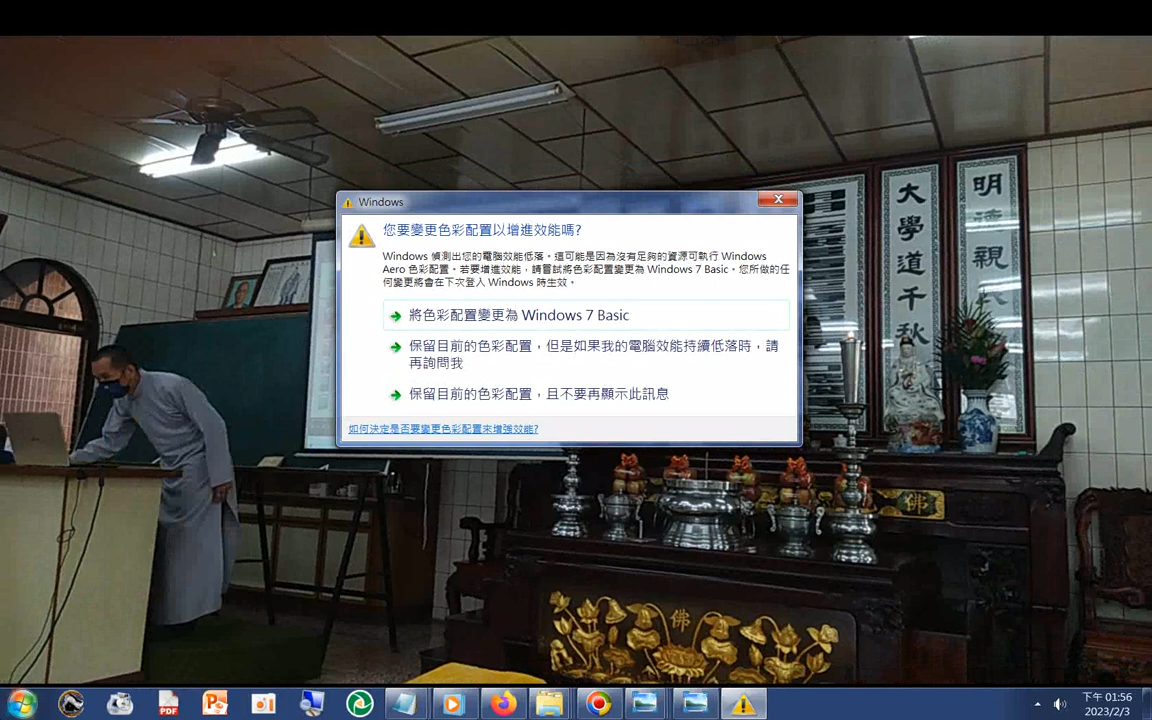 Windows
您要變更色彩配置以增進效能嗎?
Windows 偵測出您的電腦效能低落。這可能是因為沒有足夠的資源可執行 Windows
Aero 色彩配置。若要增進效能，請嘗試將色彩配置變更為 Windows 7 Basic。您所做的任
何變更將會在下次登入 Windows 時生效。
將色彩配置變更為 Windows 7 Basic
保留目前的色彩配置，但是如果我的電腦效能持續低落時，請
再詢問我
保留目前的色彩配置，且不要再顯示此訊息
如何決定是否要變更色彩配置來增強效能?
明德親
大學道千秋
佛
佛
PDF
下午 01:56
2023/2/3